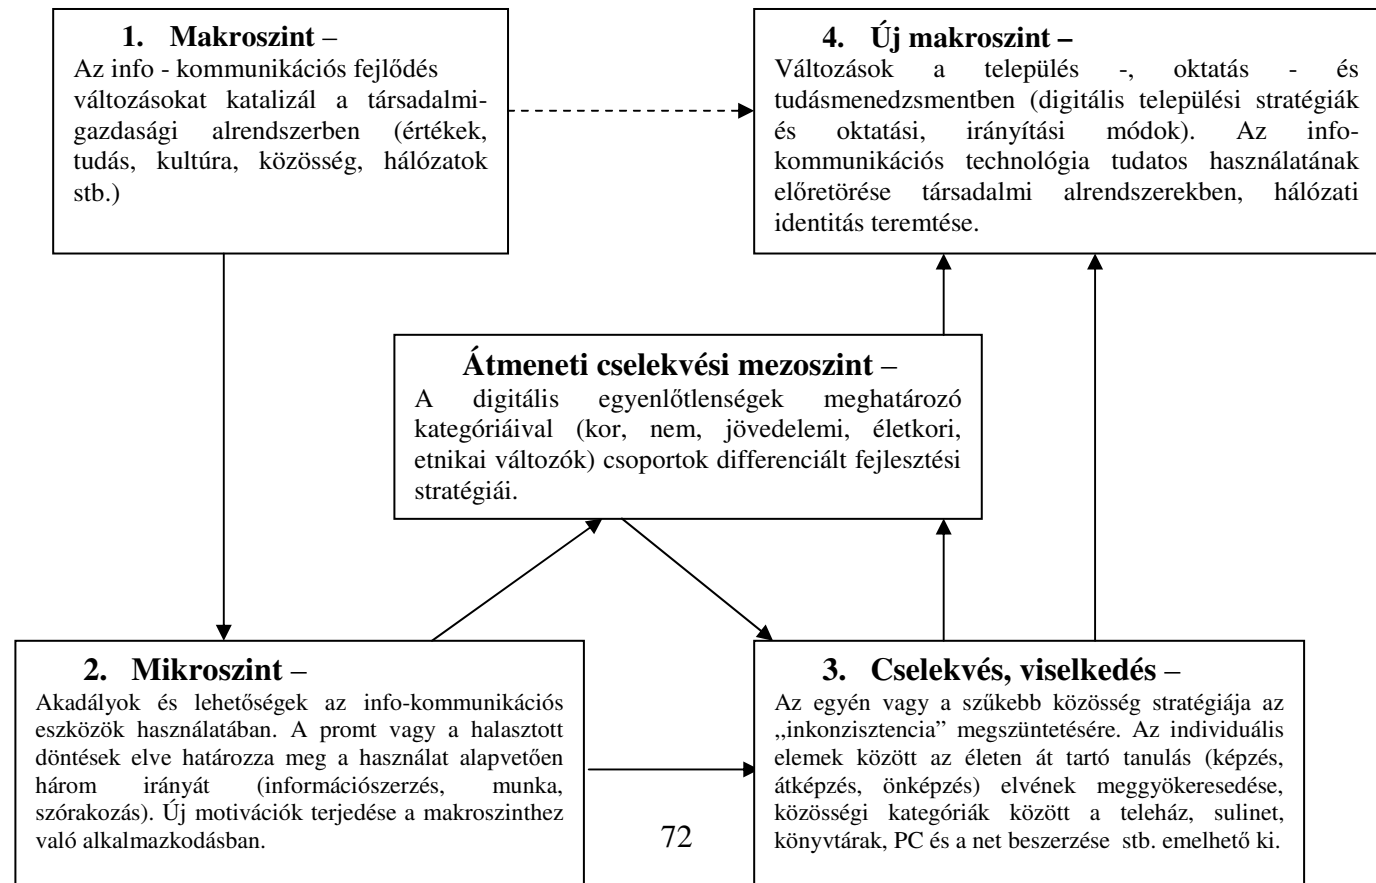 1. Makroszint –
Az info - kommunikációs fejlődés
változásokat katalizál a társadalmi-
gazdasági alrendszerben (értékek,
tudás, kultúra, közösség, hálózatok
stb.)
4. Új makroszint –
Változások a település -, oktatás - és
tudásmenedzsmentben (digitális települési stratégiák
és oktatási, irányítási módok). Az info-
kommunikációs technológia tudatos használatának
előretörése társadalmi alrendszerekben, hálózati
identitás teremtése.
Átmeneti cselekvési mezoszint –
A digitális egyenlőtlenségek meghatározó
kategóriáival (kor, nem, jövedelemi, életkori,
etnikai változók) csoportok differenciált fejlesztési
stratégiái.
2. Mikroszint –
Akadályok és lehetőségek az info-kommunikációs
eszközök használatában. A promt vagy a halasztott
döntések elve határozza meg a használat alapvetően
három irányát (információszerzés, munka,
szórakozás). Új motivációk terjedése a makroszinthez
való alkalmazkodásban.
3. Cselekvés, viselkedés –
Az egyén vagy a szűkebb közösség stratégiája az
,,inkonzisztencia” megszüntetésére. Az individuális
elemek között az életen át tartó tanulás (képzés,
átképzés, önképzés) elvének meggyökeresedése,
közösségi kategóriák között a teleház, sulinet,
könyvtárak, PC és a net beszerzése stb. emelhető ki.
72